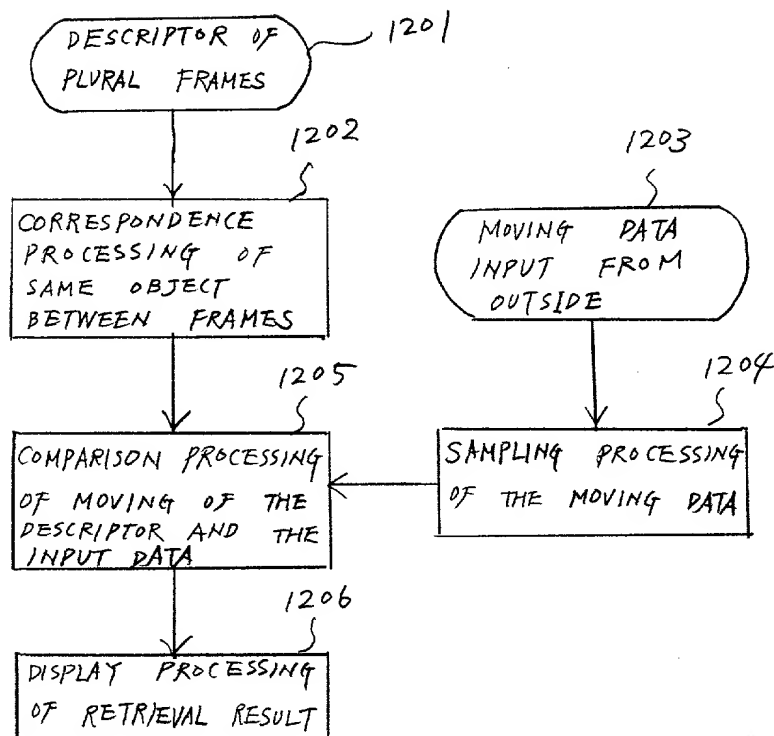 DESCRIPTOR OF
PLURAL FRAMES
1201
1202
CORRESPONDENCE
PROCESSING OF
SAME OBJECT
BETWEEN FRAMES
1203
MOVING DATA
INPUT FROM
OUTSIDE
1204
SAMPLING PROCESSING
OF THE MOVING DATA
1205
COMPARISON PROCESSING
OF MOVING OF THE
DESCRIPTOR AND THE
INPUT DATA
1206
DISPLAY PROCESSING
OF RETRIEVAL RESULT